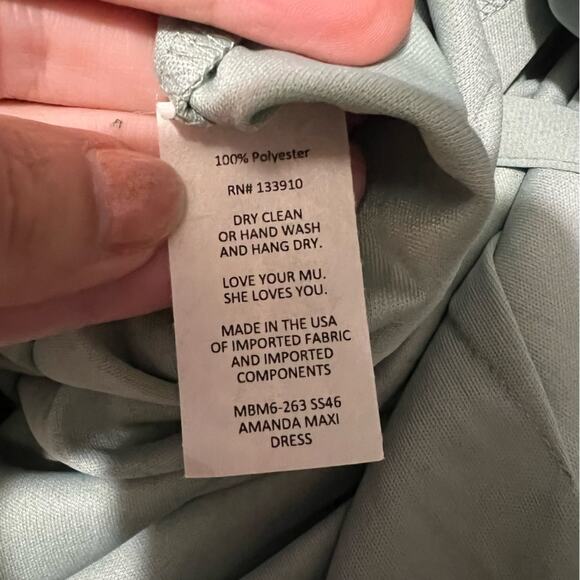 100% Polyester
RN# 133910
DRY CLEAN
OR HAND WASH
AND HANG DRY.
LOVE YOUR MU.
SHE LOVES YOU.
MADE IN THE USA
OF IMPORTED FABRIC
AND IMPORTED
COMPONENTS
MBM6-263 SS46
AMANDA MAXI
DRESS